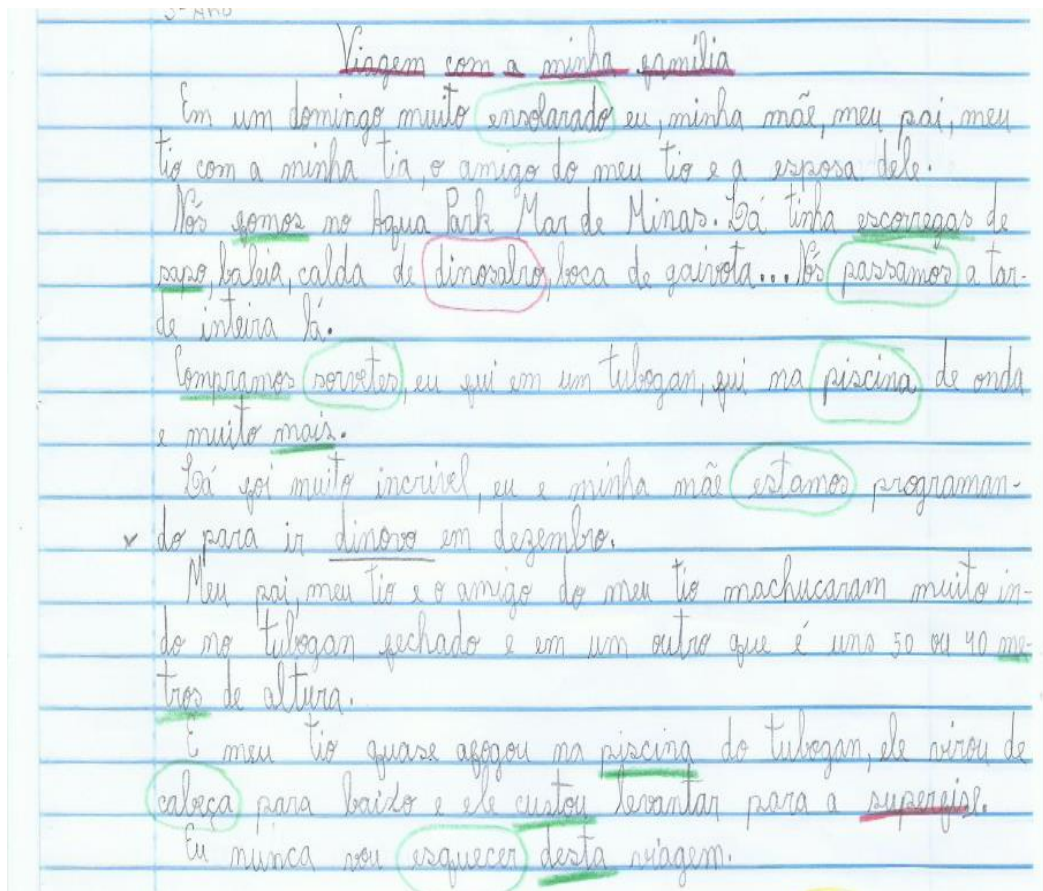 3º Ano
Viagem com a minha família
Em um domingo muito ensolarado eu, minha mãe, meu pai, meu
tio com a minha tia, o amigo do meu tio e a esposa dele.
Nós fomos no Aqua Park Mar de Minas. Lá tinha escorregas de
sapo, baleia, calda de dinosalro, boca de gaivota... Nós passamos a tar-
de inteira lá.
Compramos sorvetes, eu fui em um tubogan, fui na piscina de onda
e muito mais.
Lá foi muito incrível, eu e minha mãe estamos programan-
x do para ir dinovo em dezembro.
Meu pai, meu tio e o amigo do meu tio machucaram muito in-
do no tubogan fechado e em um outro que é uns 50 ou 40 me-
tros de altura.
E meu tio quase afogou na piscina do tubogan, ele virou de
cabeça para baixo e ele custou levantar para a
Eu nunca vou esquecer desta viagem.